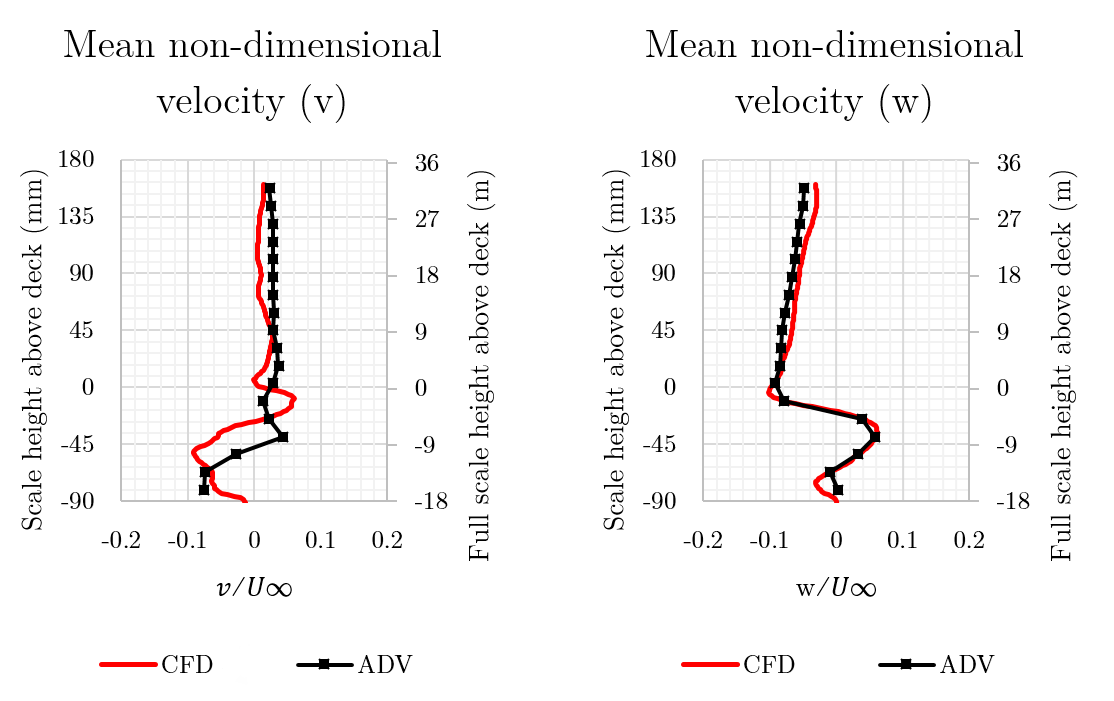 Mean non-dimensional
velocity (v)
Scale height above deck (mm)
180
135
90
45
0
-45
-90
36
27
18
9
0
-9
-18
Full scale height above deck (m)
-0.2 -0.1 0 0.1 0.2
v/U∞
CFD ADV
Mean non-dimensional
velocity (w)
Scale height above deck (mm)
180
135
90
45
0
-45
-90
36
27
18
9
0
-9
-18
Full scale height above deck (m)
-0.2 -0.1 0 0.1 0.2
w/U∞
CFD ADV